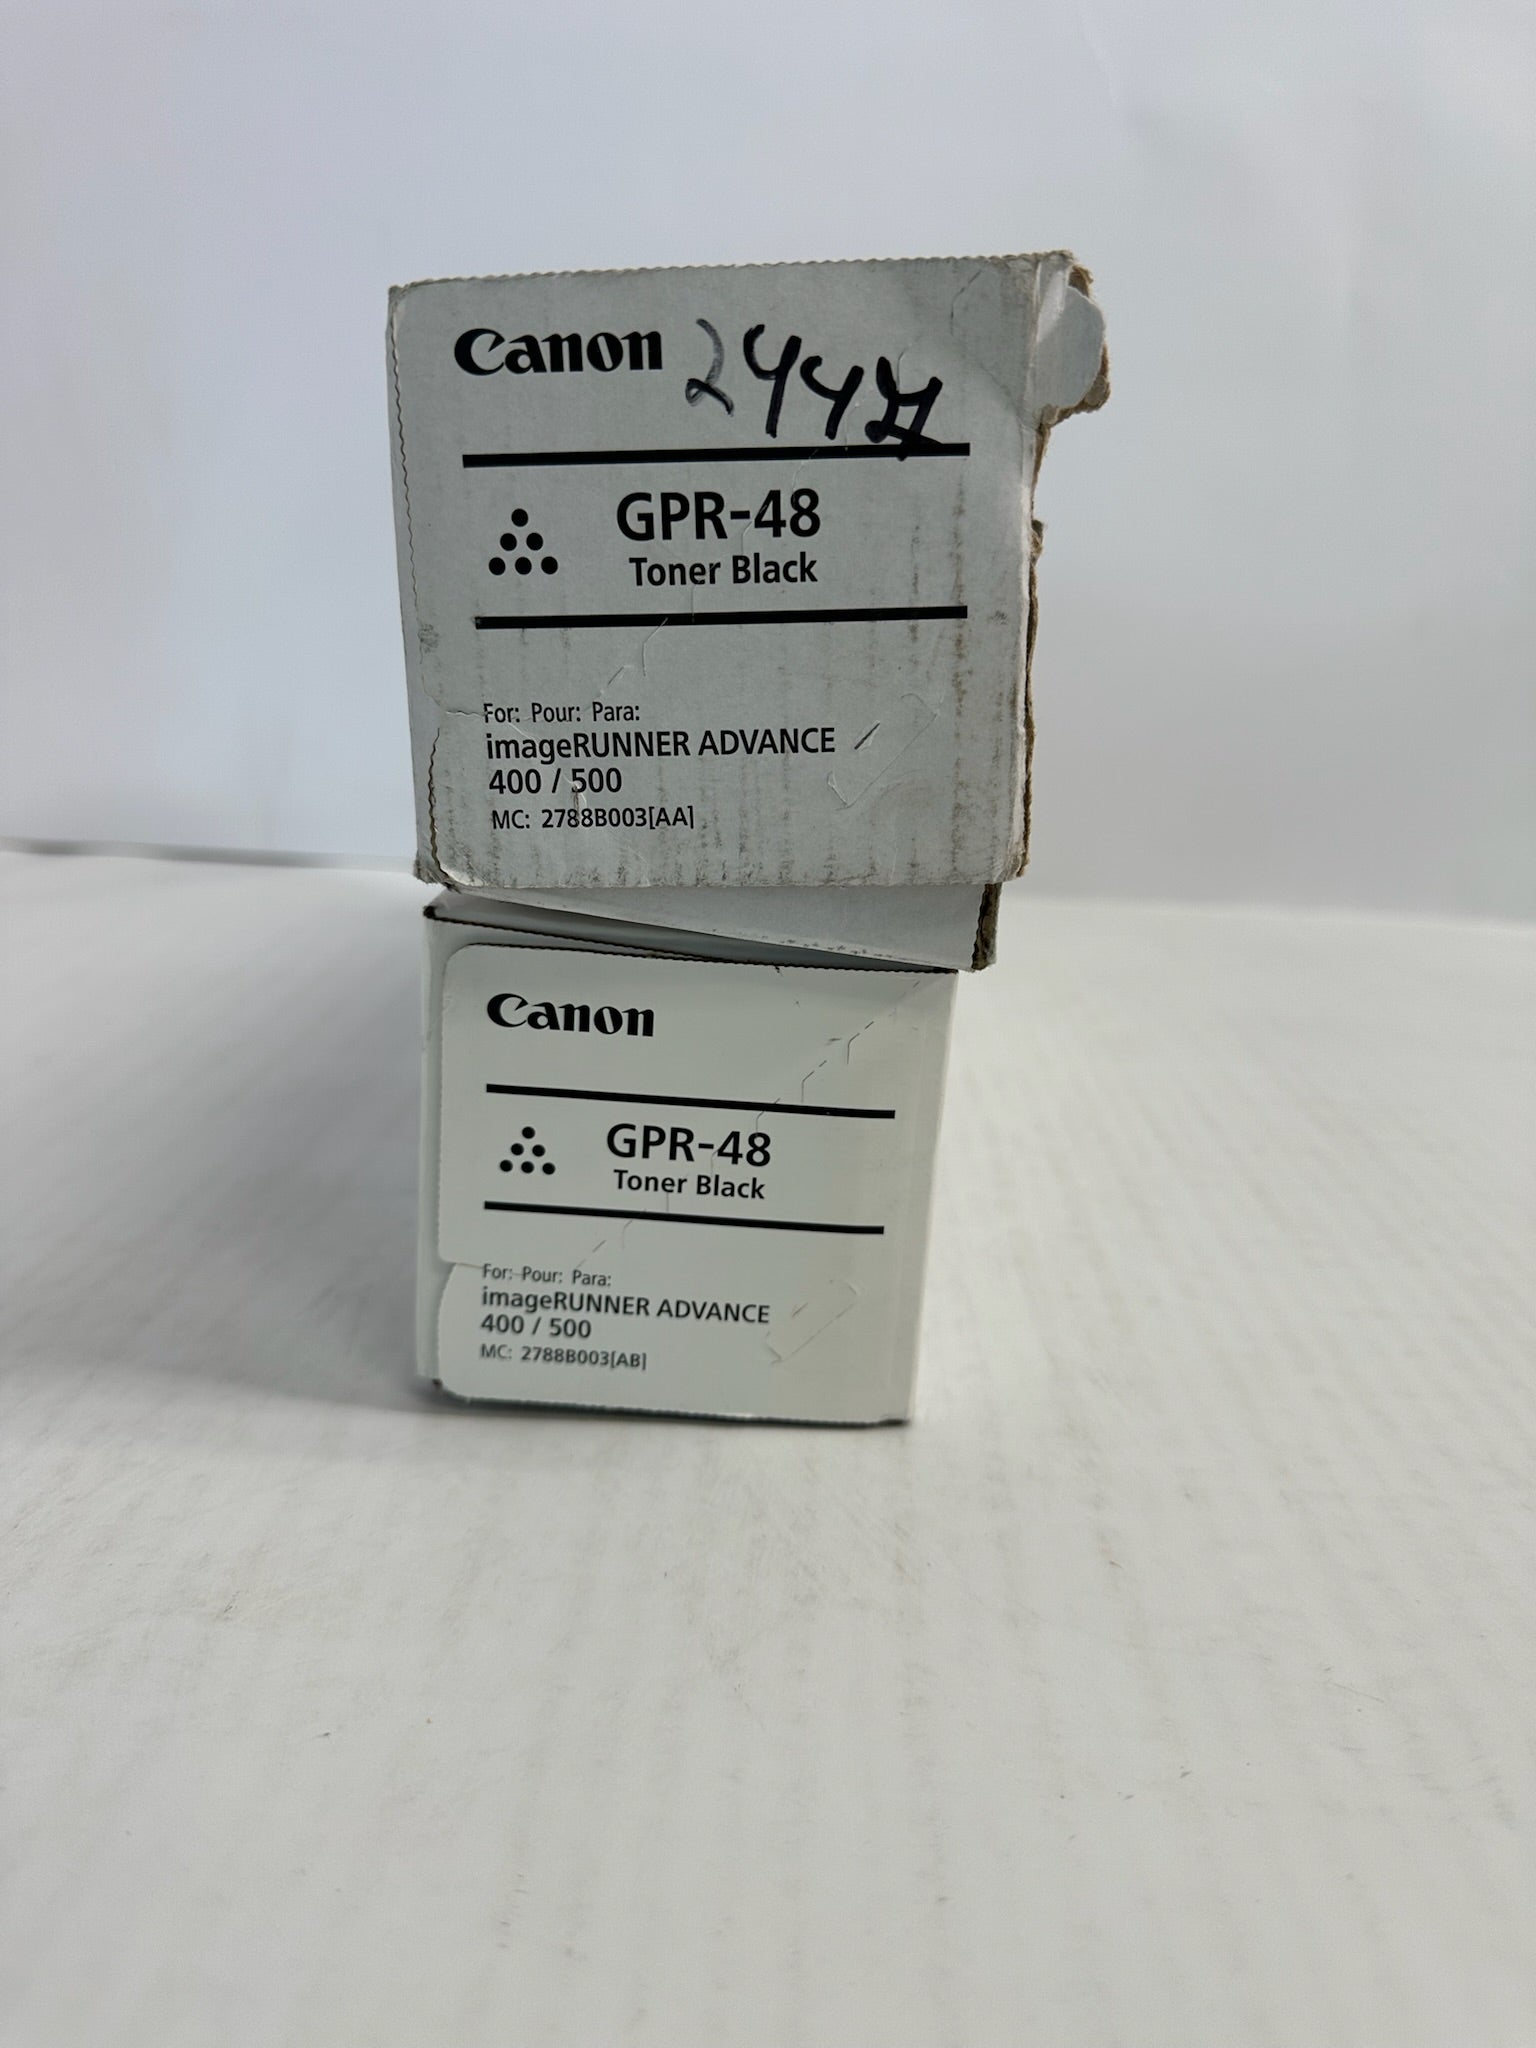 Canon 244
GPR-48
Toner Black
For: Pour: Para:
imageRUNNER ADVANCE
400 / 500
MC: 2788B003[AA]
Canon
GPR-48
Toner Black
For: Pour: Para:
imageRUNNER ADVANCE
400 / 500
MC: 2788B003[AB]